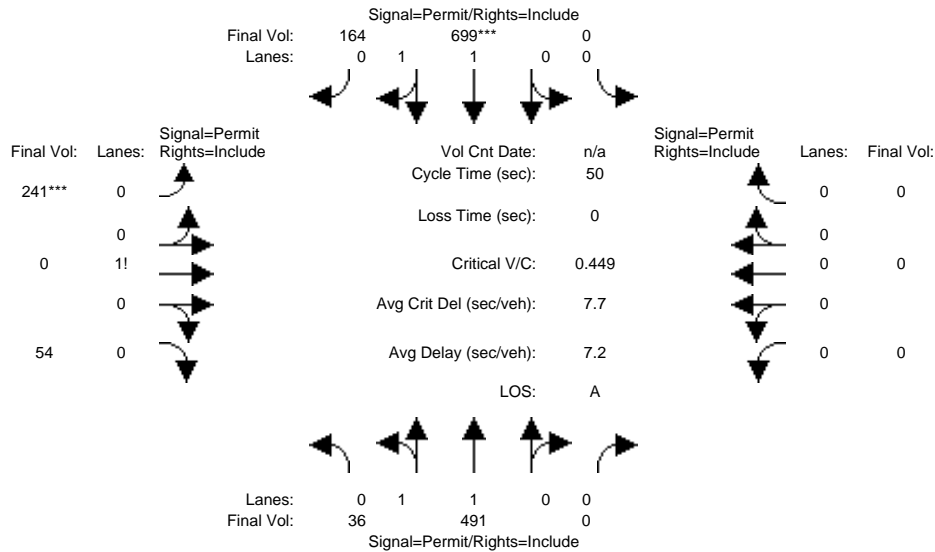 Signal=Permit/Rights=Include
Final Vol: 164 699*** 0
Lanes: 0 1 1 0 0
Signal=Permit
Final Vol: Lanes: Rights=Include
Vol Cnt Date: n/a
Signal=Permit
Rights=Include Lanes: Final Vol:
241*** 0
Cycle Time (sec): 50
0 0
0
Loss Time (sec): 0
0
0 1!
Critical V/C: 0.449
0 0
0
Avg Crit Del (sec/veh): 7.7
0
54 0
Avg Delay (sec/veh): 7.2
0 0
LOS: A
Lanes: 0 1 1 0 0
Final Vol: 36 491 0
Signal=Permit/Rights=Include